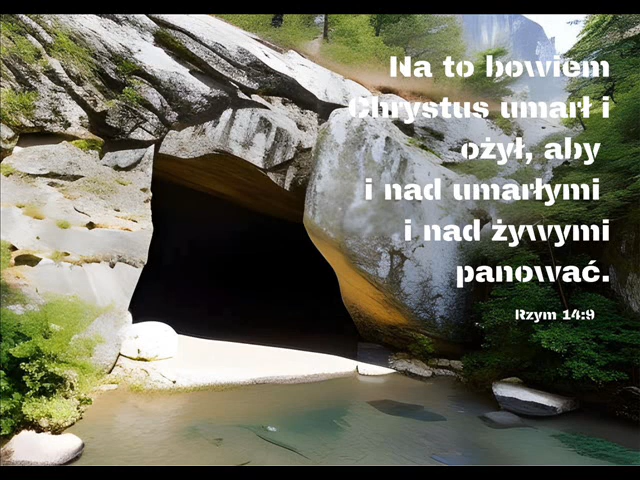 Na to bowiem
Chrystus umarł i
ożył, aby
i nad umarłymi
i nad żywymi
panować.
Rzym 14:9